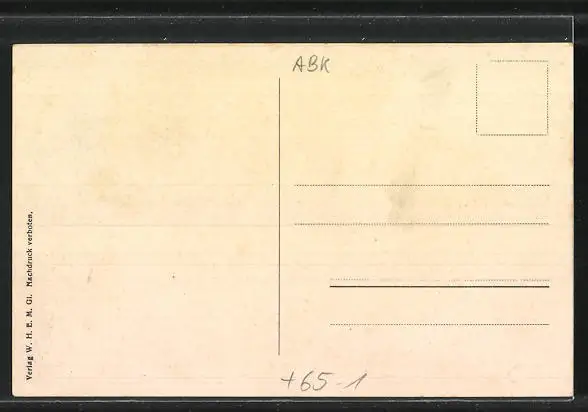 ABK
Verlag W. H. E. M. Gl. Nachdruck verboten.
+65-1